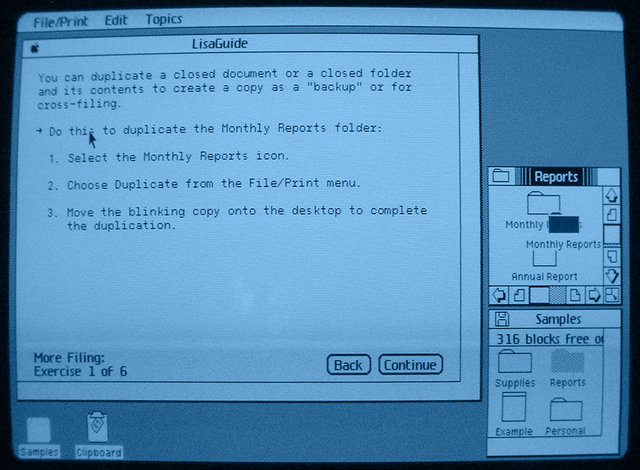 File/Print Edit Topics
LisaGuide
You can duplicate a closed document or a closed folder
and its contents to create a copy as a "backup" or for
cross-filing.
→ Do this to duplicate the Monthly Reports folder:
1. Select the Monthly Reports icon.
2. Choose Duplicate from the File/Print menu.
3. Move the blinking copy onto the desktop to complete
the duplication.
More Filing:
Exercise 1 of 6
Back Continue
Reports
Monthly
Monthly Reports
Annual Report
Samples
316 blocks free
Supplies Reports
Example Personal
Samples Clipboard